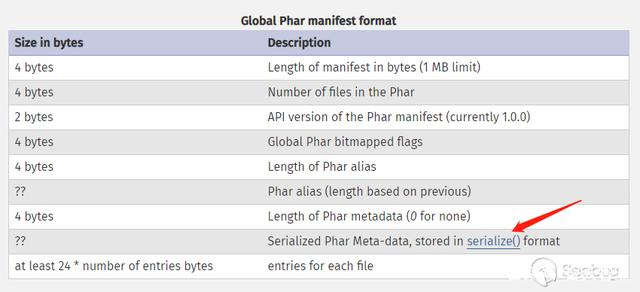 Global Phar manifest format
Size in bytes Description
4 bytes Length of manifest in bytes (1 MB limit)
4 bytes Number of files in the Phar
2 bytes API version of the Phar manifest (currently 1.0.0)
4 bytes Global Phar bitmapped flags
4 bytes Length of Phar alias
?? Phar alias (length based on previous)
4 bytes Length of Phar metadata (0 for none)
?? Serialized Phar Meta-data, stored in serialize() format
at least 24 * number of entries bytes entries for each file
Seebug